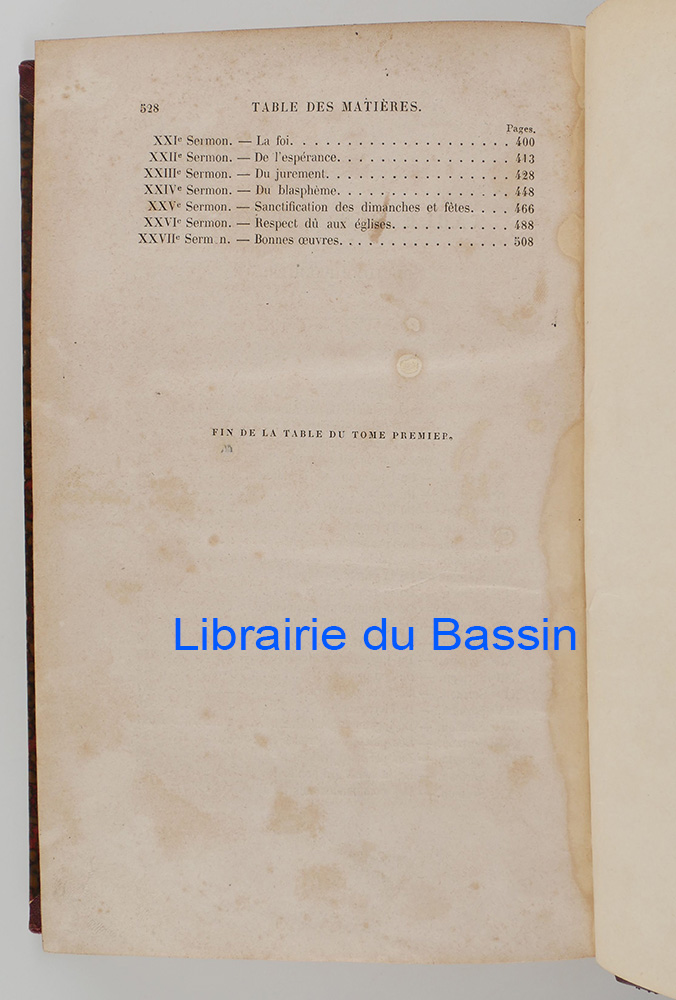 528 TABLE DES MATIÈRES.
Pages.
XXIe Sermon. — La foi. . . . . . . . . . . . . . . . . . . . 400
XXIIe Sermon. — De l'espérance. . . . . . . . . . . . . . . . 413
XXIIIe Sermon. — Du jurement. . . . . . . . . . . . . . . . . 428
XXIVe Sermon. — Du blasphème. . . . . . . . . . . . . . . . 448
XXVe Sermon. — Sanctification des dimanches et fêtes. . . . 466
XXVIe Sermon. — Respect dû aux églises. . . . . . . . . . . 488
XXVIIe Serm n. — Bonnes œuvres. . . . . . . . . . . . . . . . 508
FIN DE LA TABLE DU TOME PREMIER.
Librairie du Bassin